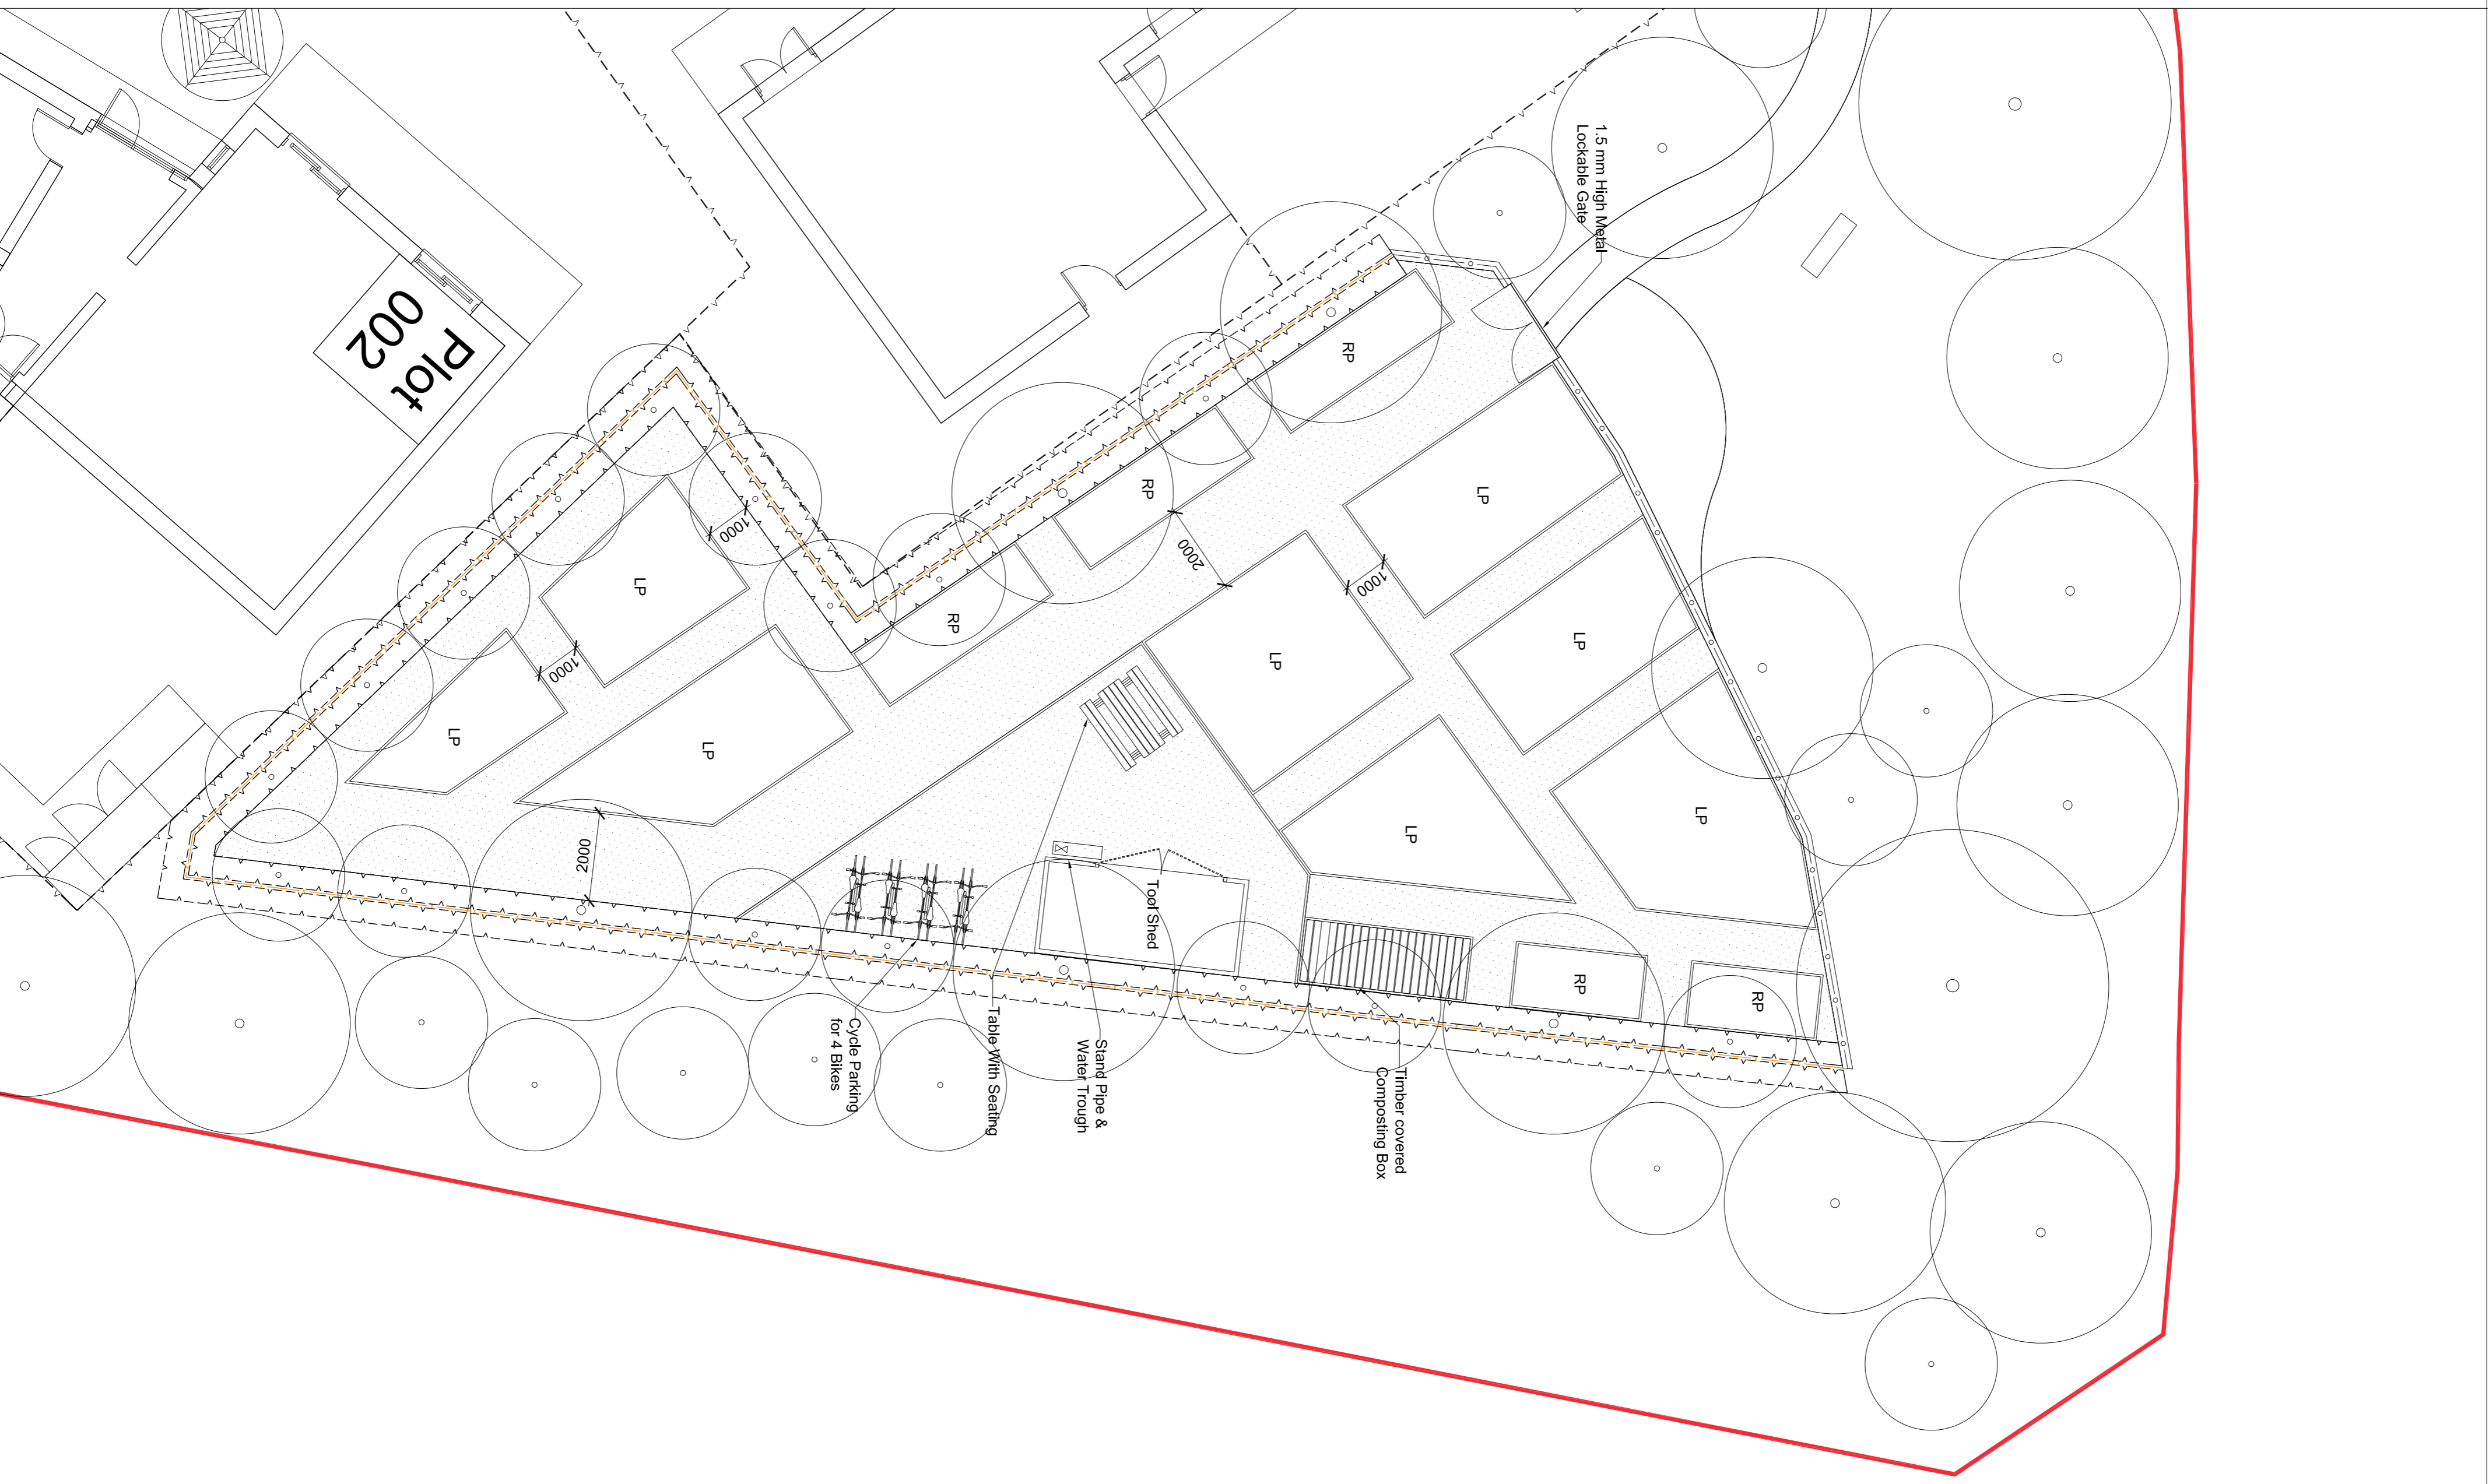 1.5 mm High Metal
Lockable Gate
Plot
002
RP
RP
RP
LP
LP
LP
LP
LP
LP
LP
LP
RP
RP
1000
1000
1000
2000
2000
Tool Shed
Cycle Parking
for 4 Bikes
Table With Seating
Stand Pipe &
Water Trough
Timber covered
Composting Box